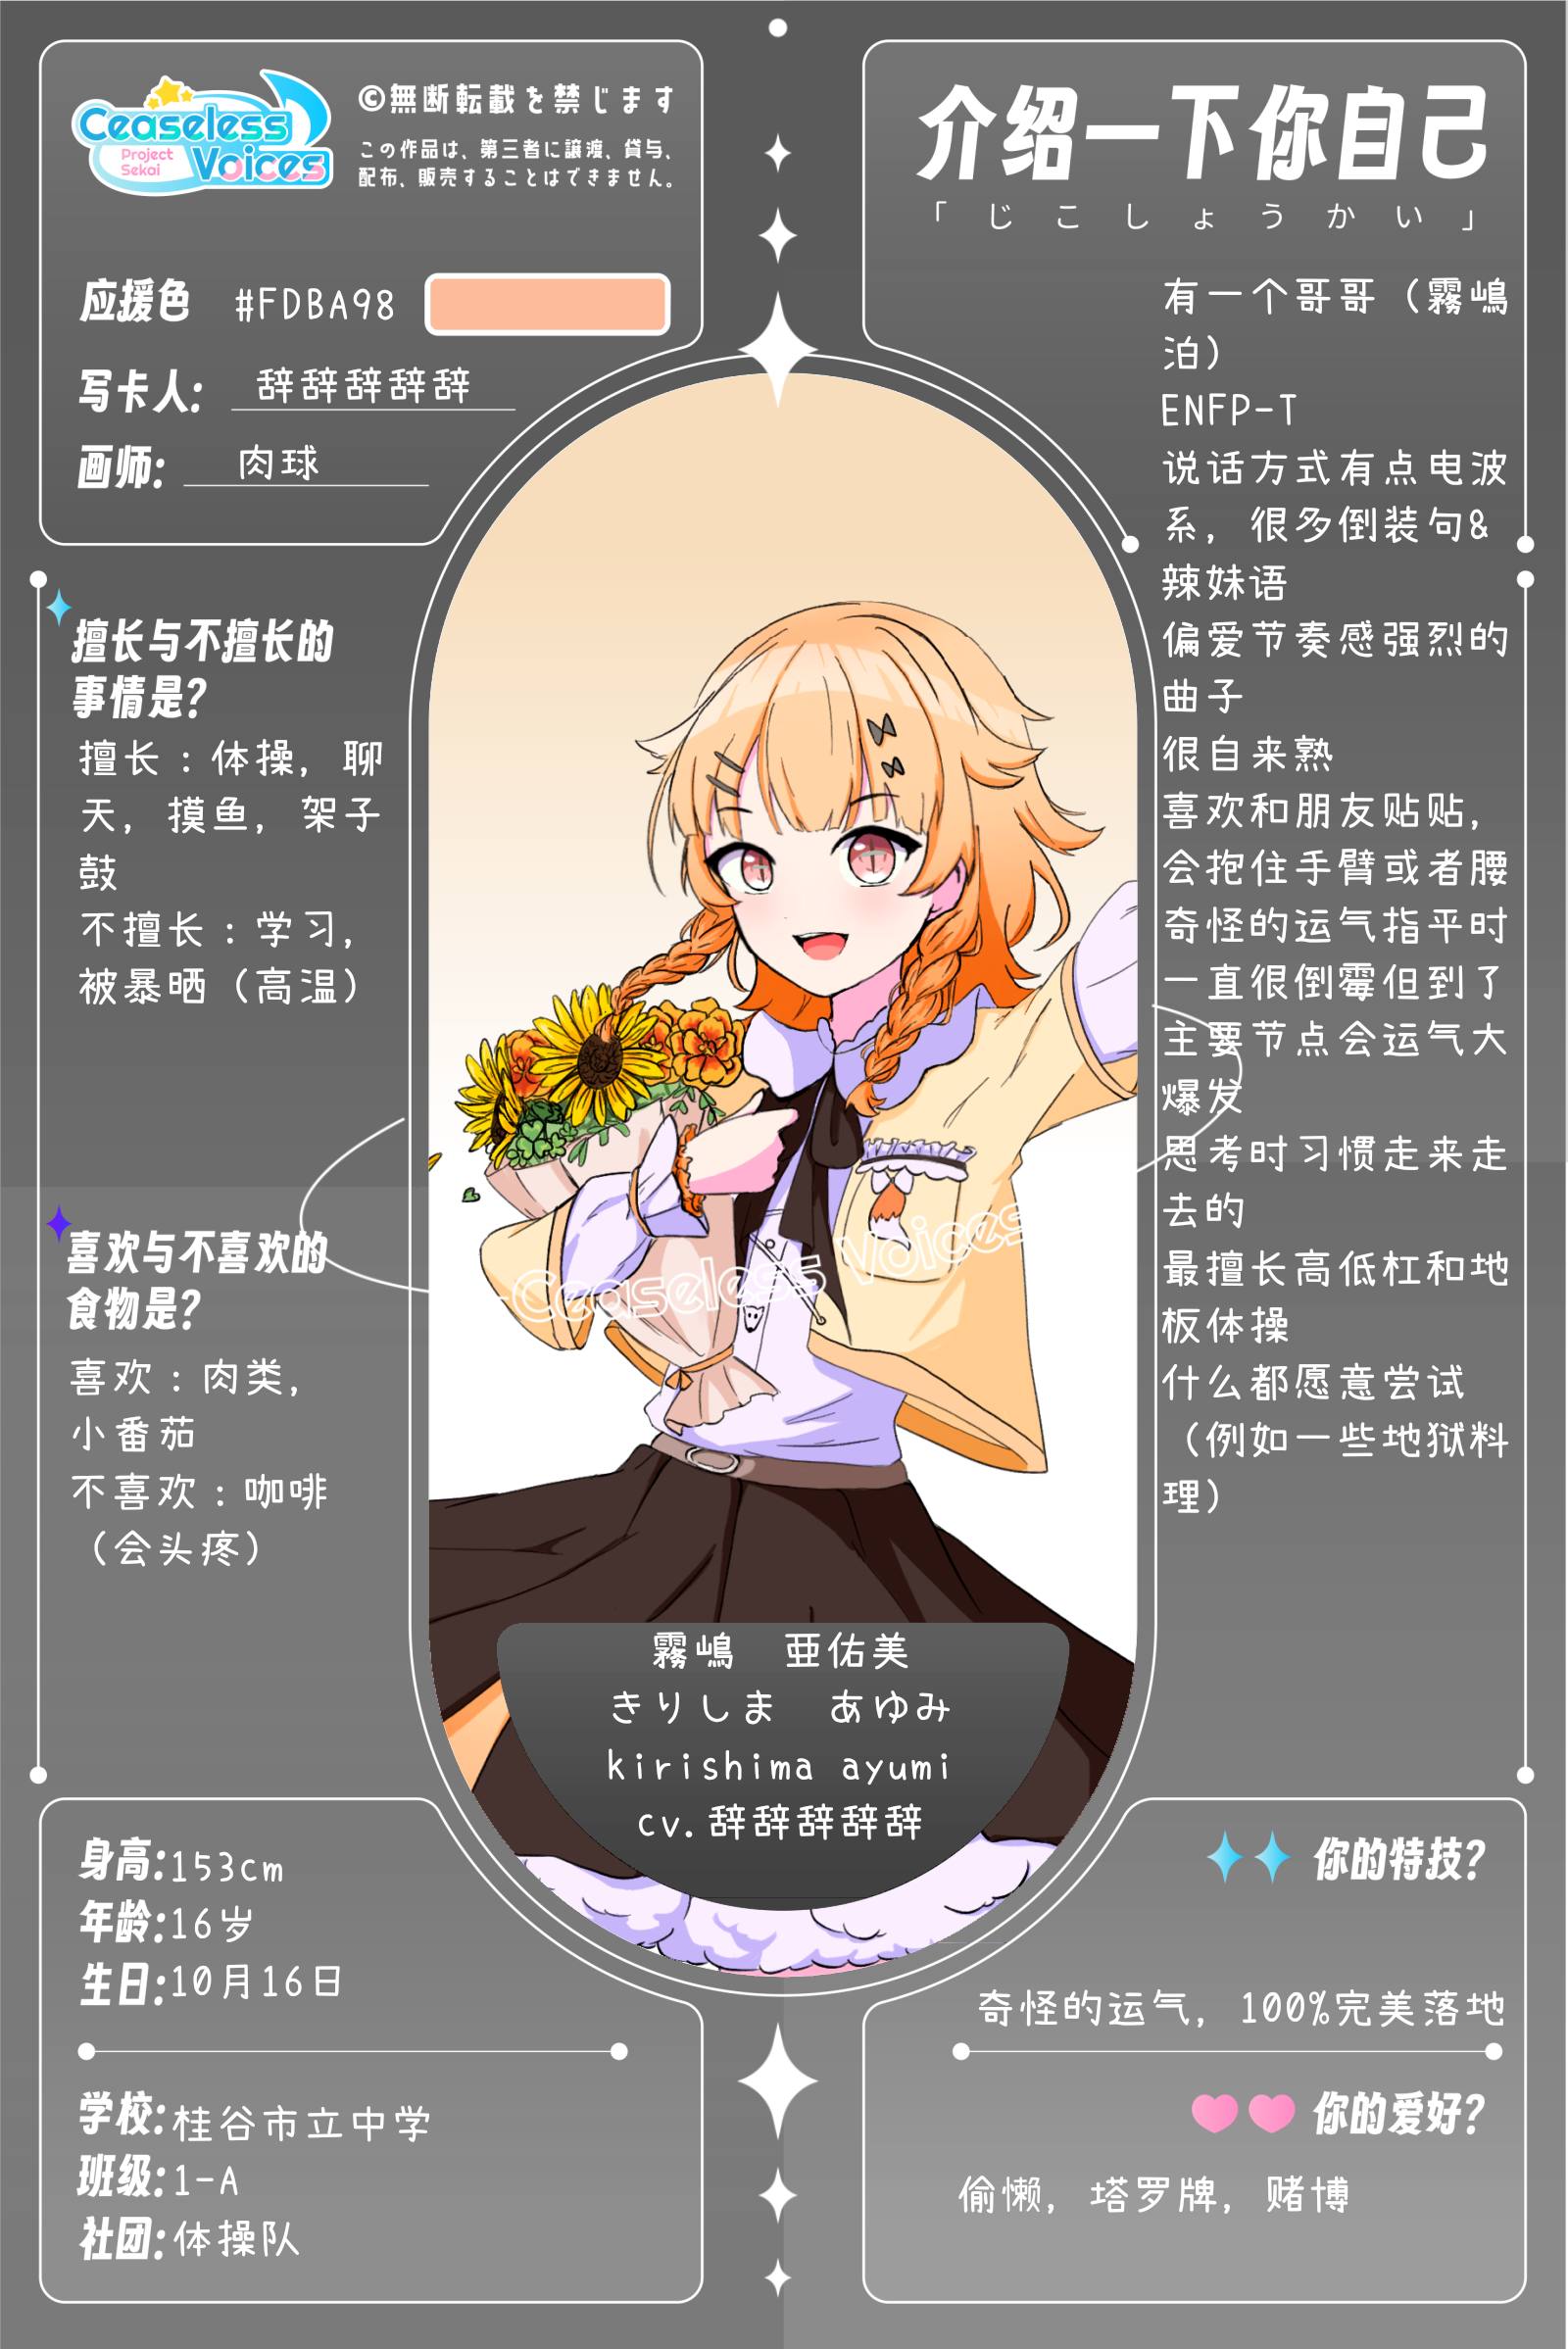 Ceaseless
Voices
Project
Sekai
©無断転載を禁じます
この作品は、第三者に譲渡、貸与、
配布、販売することはできません。
应援色 #FDBA98
写卡人: 辞辞辞辞辞
画师: 肉球
介绍一下你自己
「じこしょうかい」
有一个哥哥（霧嶋
泊）
ENFP-T
说话方式有点电波
系，很多倒装句&
辣妹语
偏爱节奏感强烈的
曲子
很自来熟
喜欢和朋友贴贴，
会抱住手臂或者腰
奇怪的运气指平时
一直很倒霉但到了
主要节点会运气大
爆发
思考时习惯走来走
去的
最擅长高低杠和地
板体操
什么都愿意尝试
（例如一些地狱料
理）
擅长与不擅长的
事情是?
擅长：体操，聊
天，摸鱼，架子
鼓
不擅长：学习，
被暴晒（高温）
喜欢与不喜欢的
食物是?
喜欢：肉类，
小番茄
不喜欢：咖啡
（会头疼）
Ceaseless Voices
霧嶋　亜佑美
きりしま　あゆみ
kirishima ayumi
cv.辞辞辞辞辞
身高:153cm
年龄:16岁
生日:10月16日
学校:桂谷市立中学
班级:1-A
社团:体操队
你的特技?
奇怪的运气，100%完美落地
你的爱好?
偷懒，塔罗牌，赌博